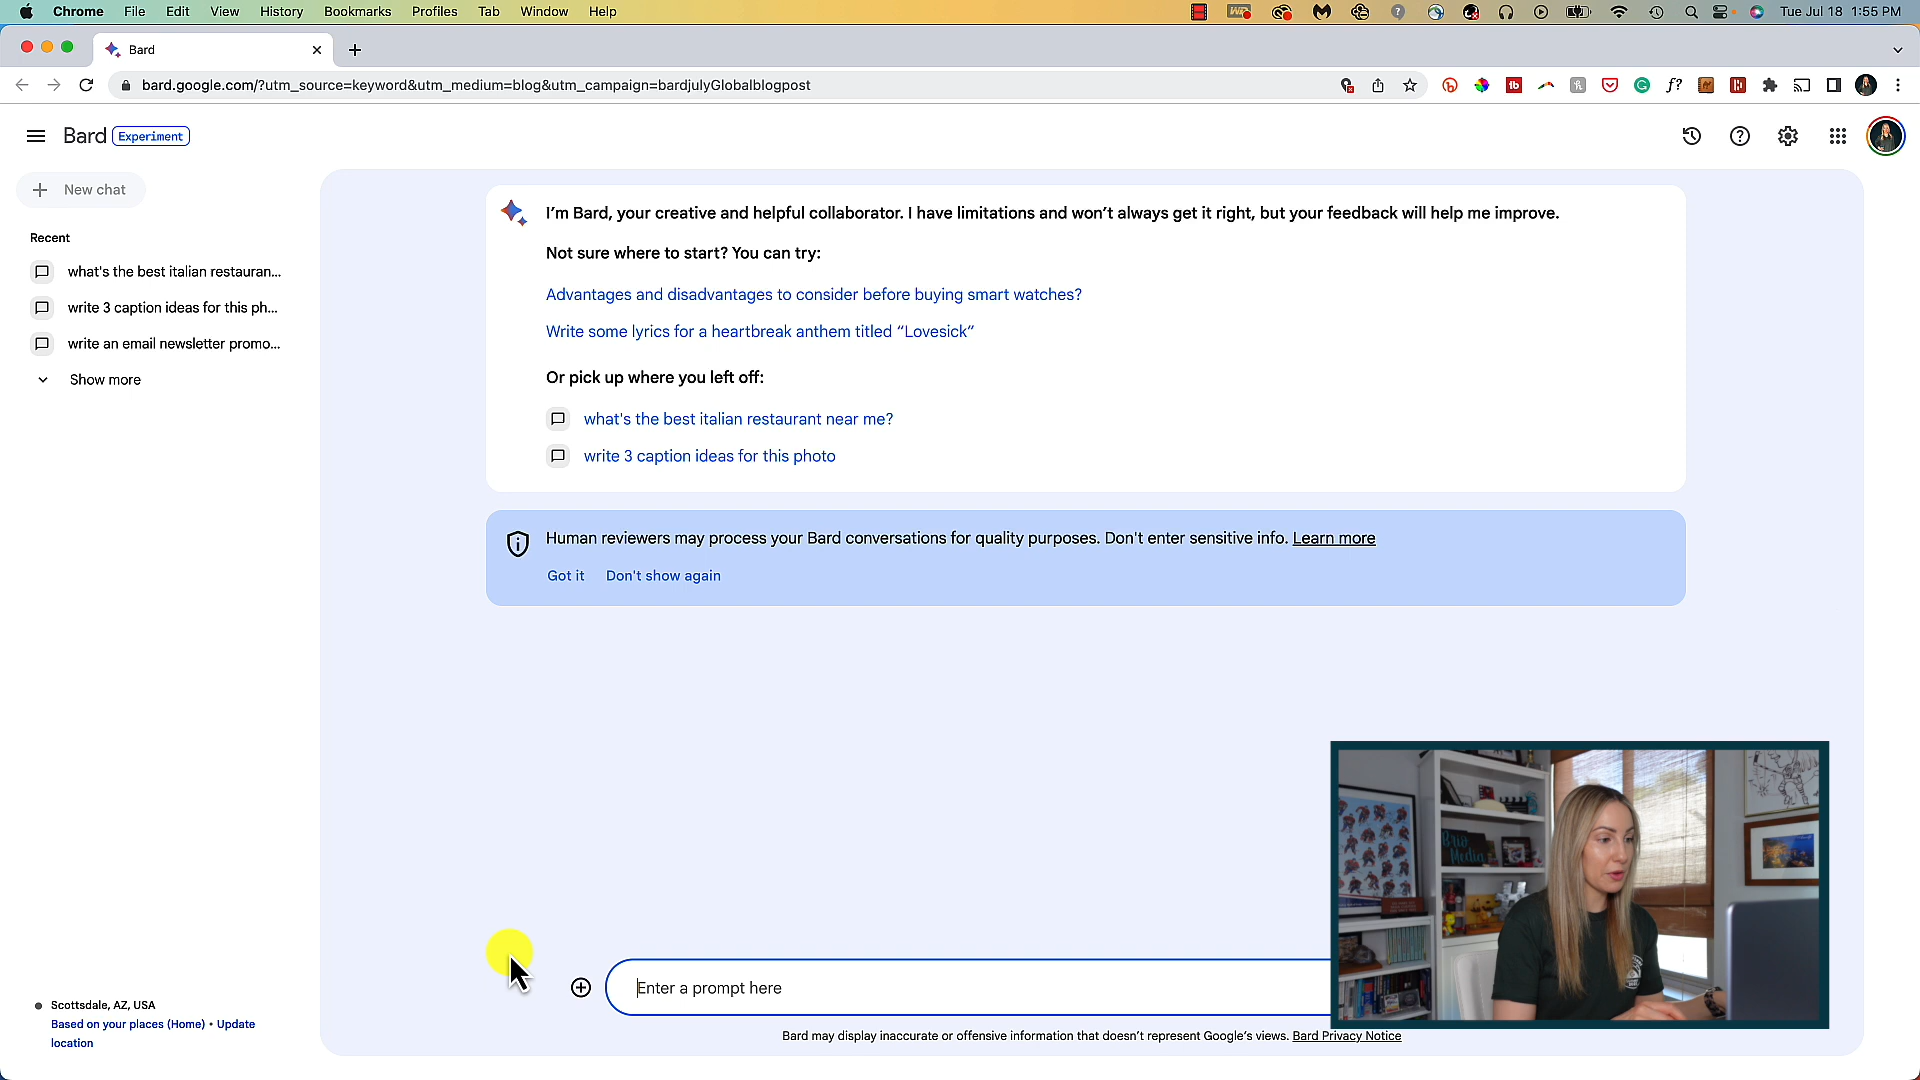 Chrome File Edit View History Bookmarks Profiles Tab Window Help
Tue Jul 18 1:55 PM
Bard
bard.google.com/?utm_source=keyword&utm_medium=blog&utm_campaign=bardjulyGlobalblogpost
Bard Experiment
New chat
Recent
what's the best italian restauran...
write 3 caption ideas for this ph...
write an email newsletter promo...
Show more
I'm Bard, your creative and helpful collaborator. I have limitations and won't always get it right, but your feedback will help me improve.
Not sure where to start? You can try:
Advantages and disadvantages to consider before buying smart watches?
Write some lyrics for a heartbreak anthem titled “Lovesick”
Or pick up where you left off:
what's the best italian restaurant near me?
write 3 caption ideas for this photo
Human reviewers may process your Bard conversations for quality purposes. Don't enter sensitive info. Learn more
Got it Don't show again
Brio
Media
Enter a prompt here
Bard may display inaccurate or offensive information that doesn't represent Google's views. Bard Privacy Notice
Scottsdale, AZ, USA
Based on your places (Home) • Update
location